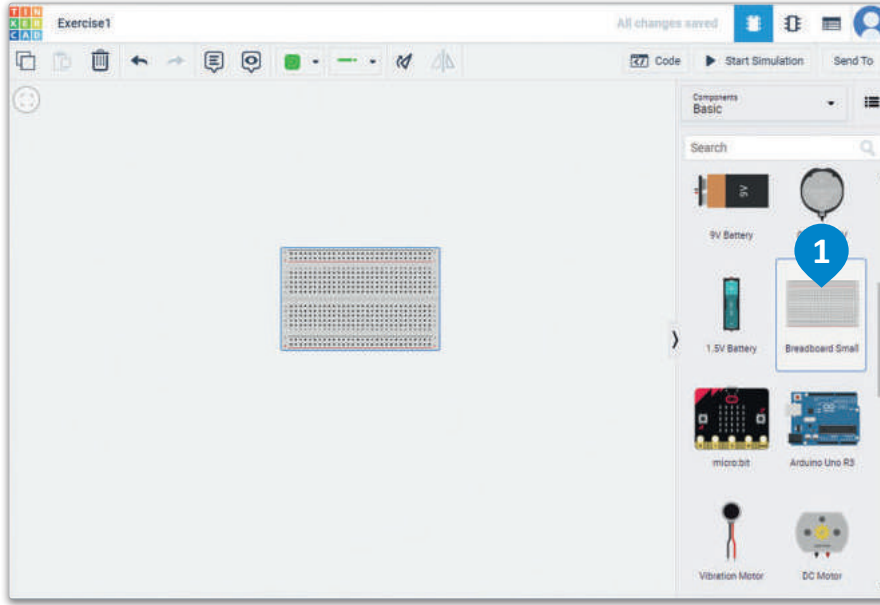 TIN
KER
CAD
Exercise1
All changes saved
Code
Start Simulation
Send To
Components
Basic
Search
9V
9V Battery
1
1.5V Battery
Breadboard Small
micro:bit
Arduino Uno R3
Vibration Motor
DC Motor